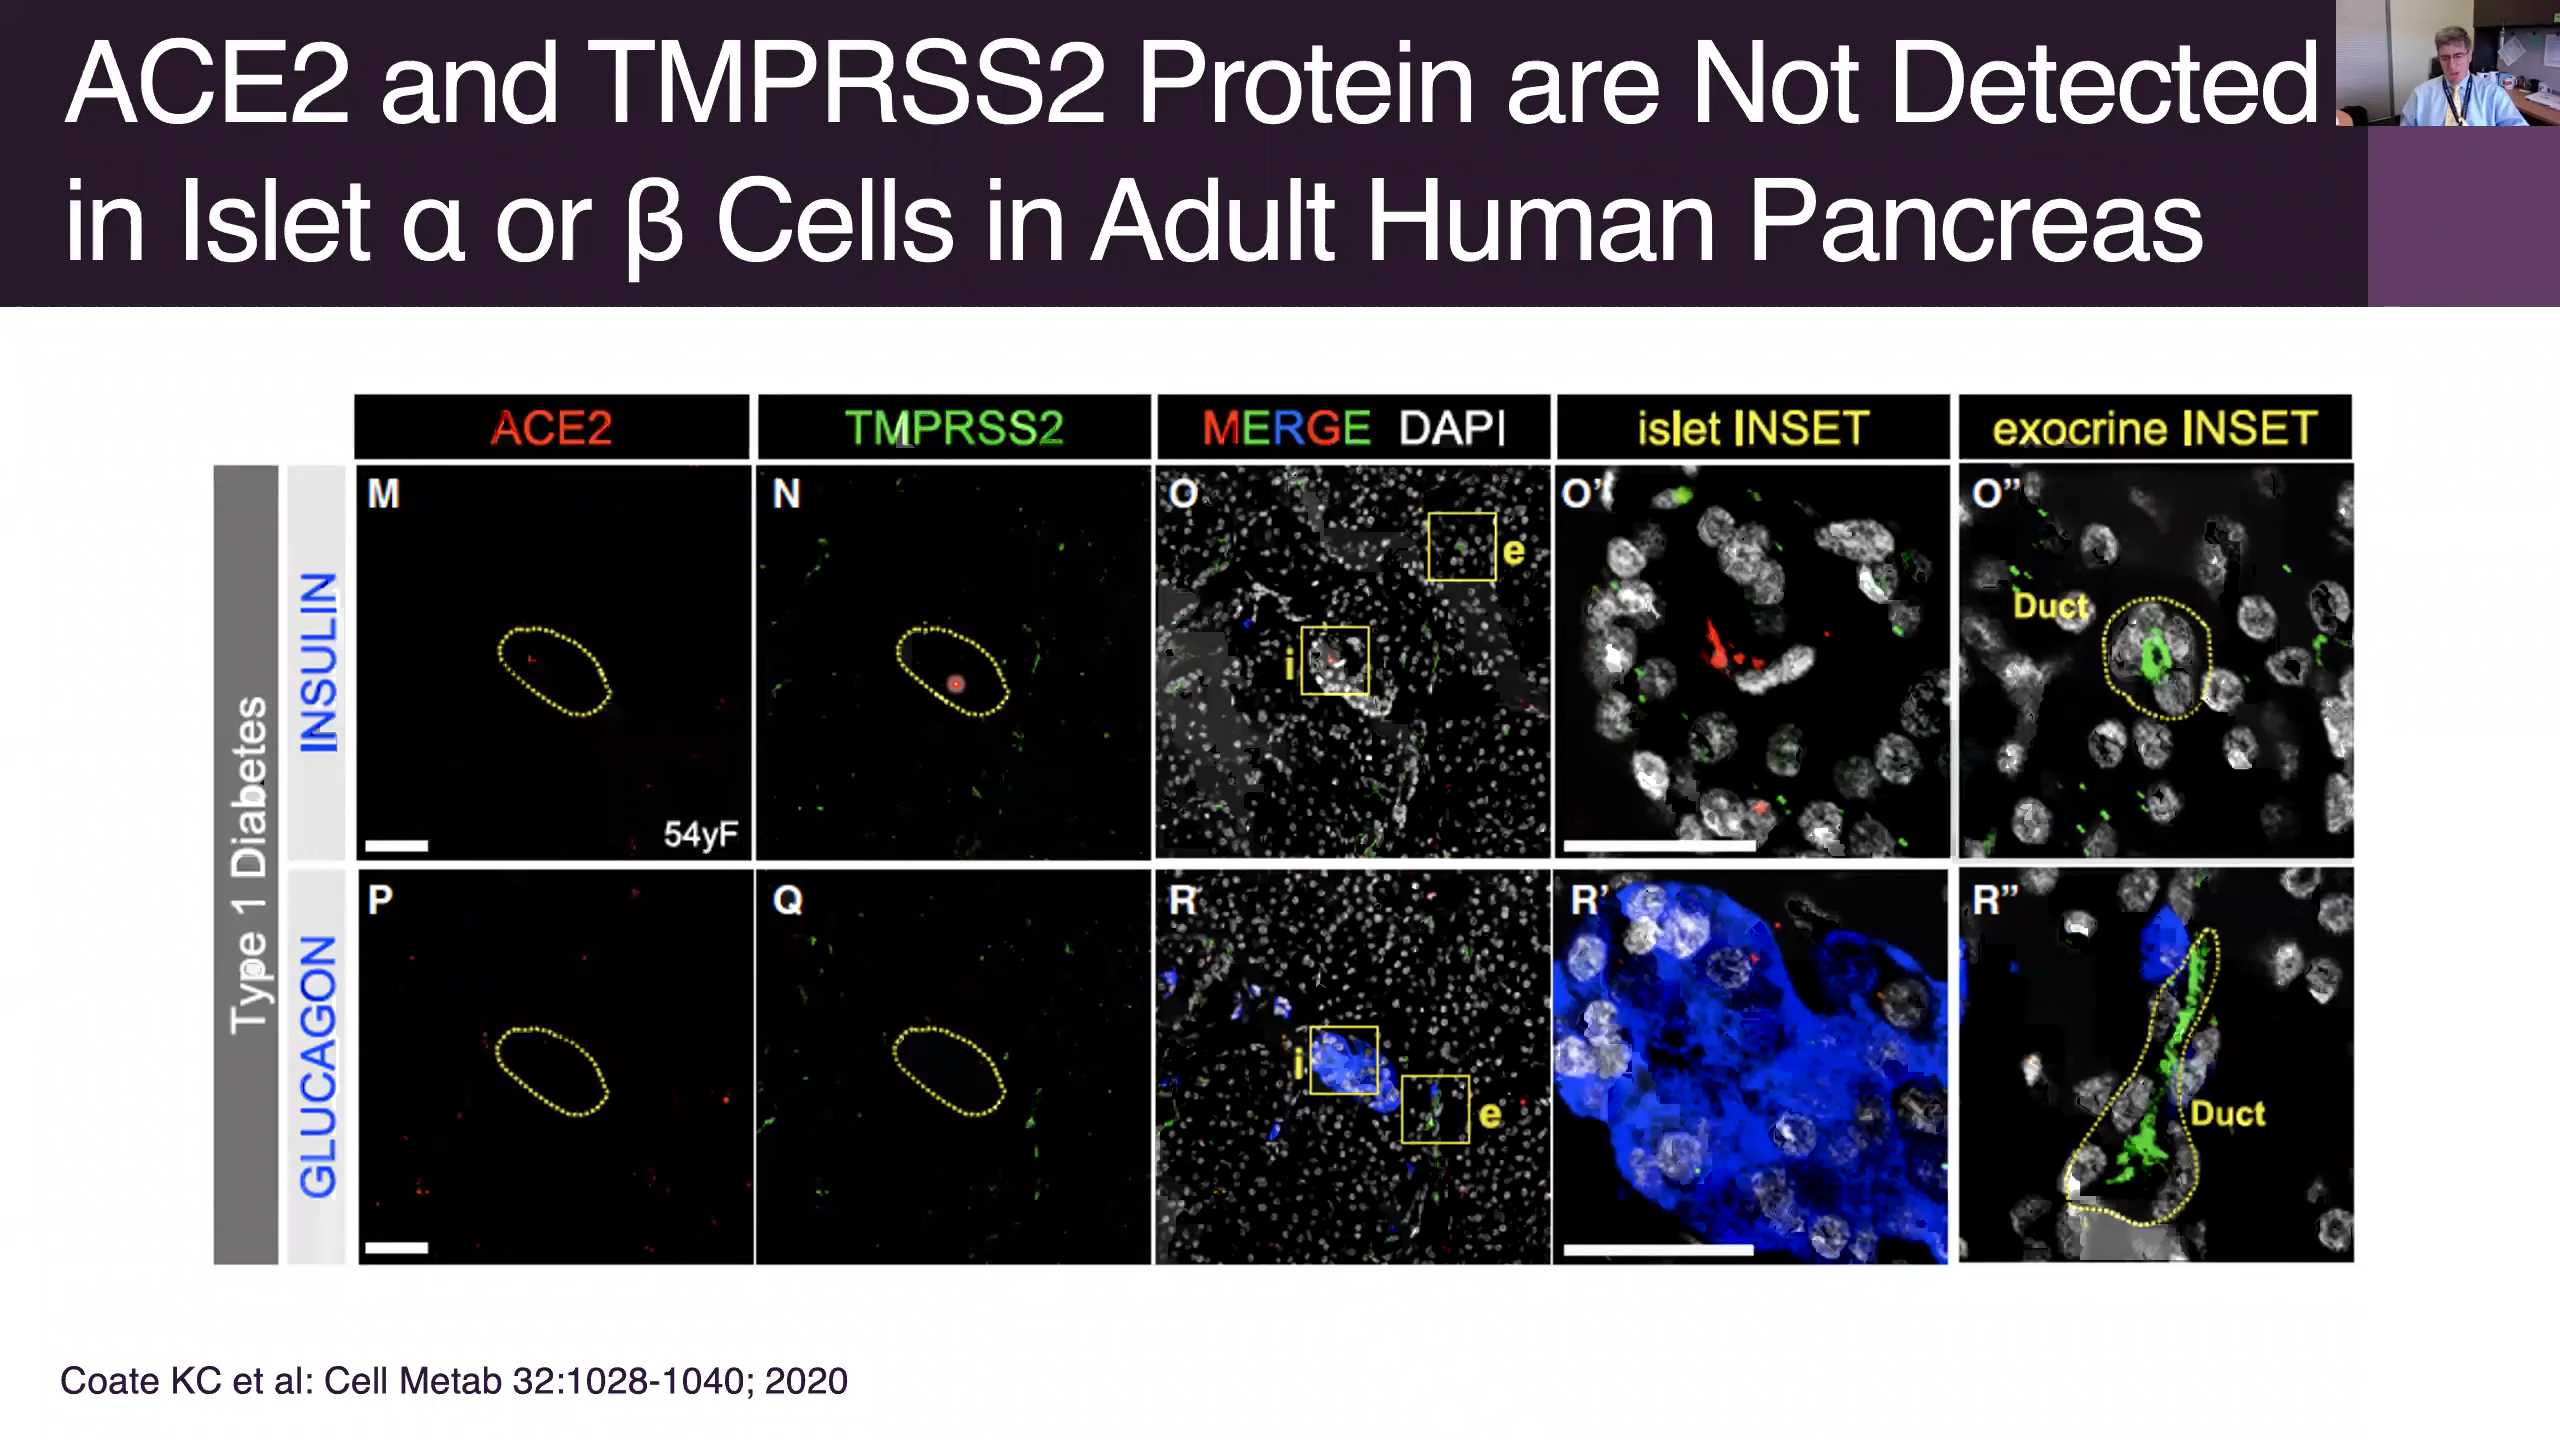 ACE2 and TMPRSS2 Protein are Not Detected
in Islet α or β Cells in Adult Human Pancreas
ACE2
TMPRSS2
MERGE DAPI
islet INSET
exocrine INSET
Type 1 Diabetes
INSULIN
M
54yF
N
O
e
i
O'
O"
Duct
GLUCAGON
P
Q
R
i
e
R'
R"
Duct
Coate KC et al: Cell Metab 32:1028-1040; 2020